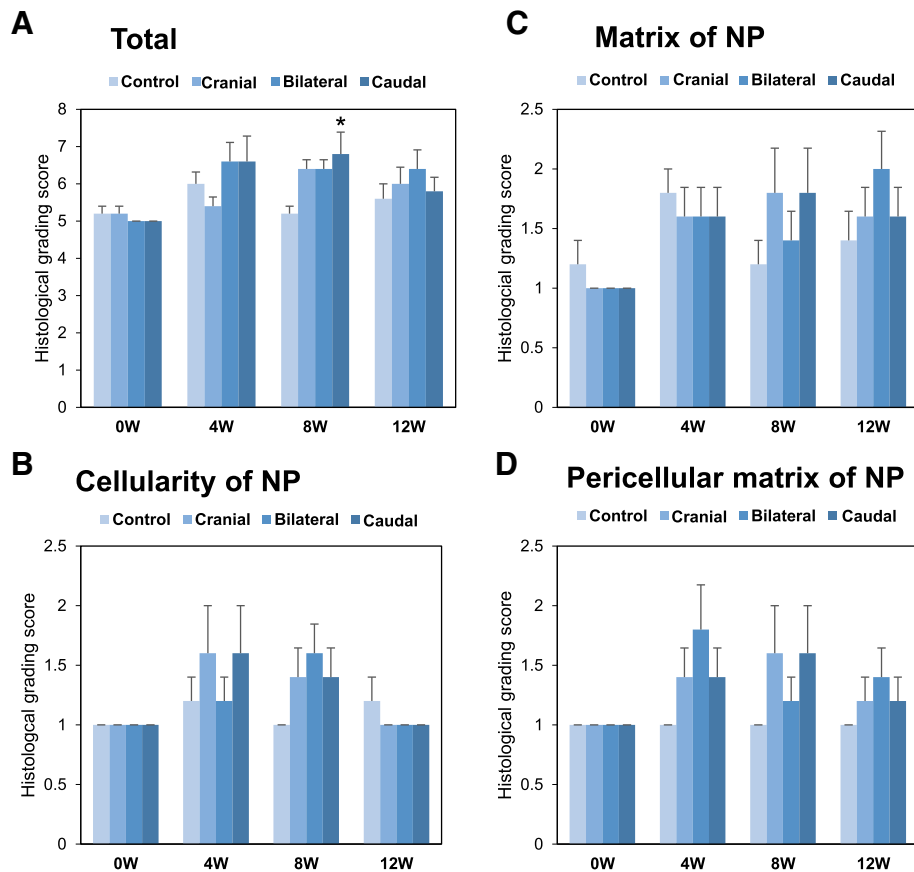 A
Total
Control Cranial Bilateral Caudal
Histological grading score
8
7
6
5
4
3
2
1
0
*
0W 4W 8W 12W
C
Matrix of NP
Control Cranial Bilateral Caudal
Histologcial grading score
2.5
2
1.5
1
0.5
0
0W 4W 8W 12W
B
Cellularity of NP
Control Cranial Bilateral Caudal
Histologcal grading score
2.5
2
1.5
1
0.5
0
0W 4W 8W 12W
D
Pericellular matrix of NP
Control Cranial Bilateral Caudal
Histological grading score
2.5
2
1.5
1
0.5
0
0W 4W 8W 12W